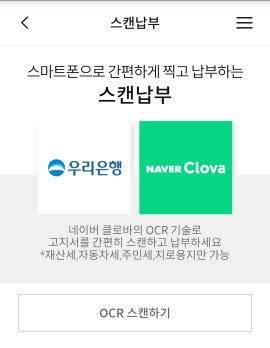 스캔납부
스마트폰으로 간편하게 찍고 납부하는
스캔납부
우리은행 NAVER Clova
네이버 클로바의 OCR 기술로
고지서를 간편히 스캔하고 납부하세요
*재산세,자동차세,주민세,지로용지만 가능
OCR 스캔하기